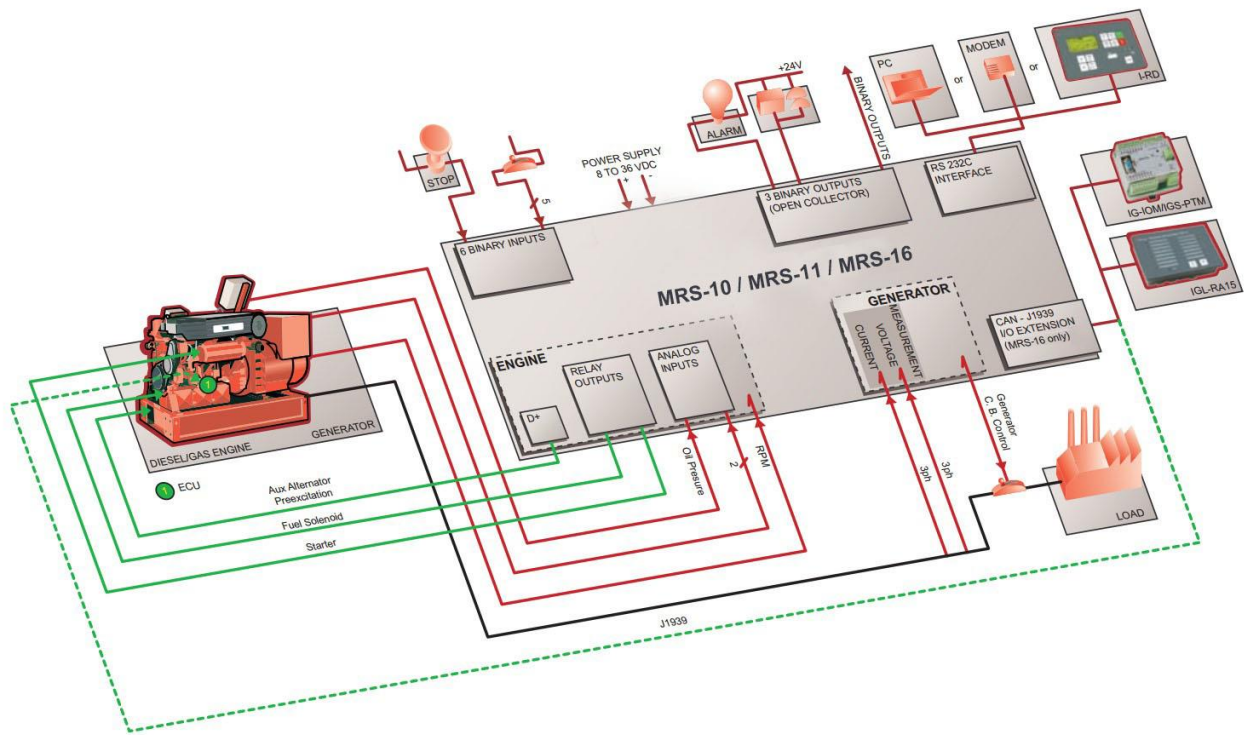 +24V
ALARM
BINARY OUTPUTS
PC
or
MODEM
or
I-RD
STOP
5
POWER SUPPLY
8 TO 36 VDC
+
-
6 BINARY INPUTS
3 BINARY OUTPUTS
(OPEN COLLECTOR)
RS 232C
INTERFACE
IG-IOM/IGS-PTM
IGL-RA15
MRS-10 / MRS-11 / MRS-16
GENERATOR
MEASUREMENT
VOLTAGE
CURRENT
CAN - J1939
I/O EXTENSION
(MRS-16 only)
ENGINE
D+
RELAY
OUTPUTS
ANALOG
INPUTS
Oil Presure
2
RPM
3ph
3ph
Generator
C. B. Control
LOAD
1
DIESEL/GAS ENGINE
GENERATOR
1
ECU
Aux Alternator
Preexcitation
Fuel Solenoid
Starter
J1939